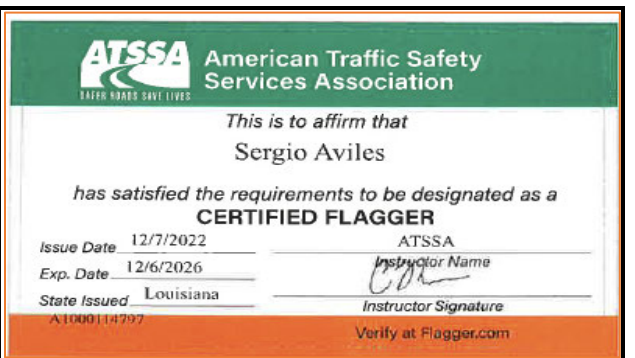 ATSSA
SAFER ROADS SAVE LIVES
American Traffic Safety
Services Association
This is to affirm that
Sergio Aviles
has satisfied the requirements to be designated as a
CERTIFIED FLAGGER
Issue Date 12/7/2022
ATSSA
Instructor Name
Exp. Date 12/6/2026
State Issued Louisiana
Instructor Signature
A1000114797
Verify at Flagger.com